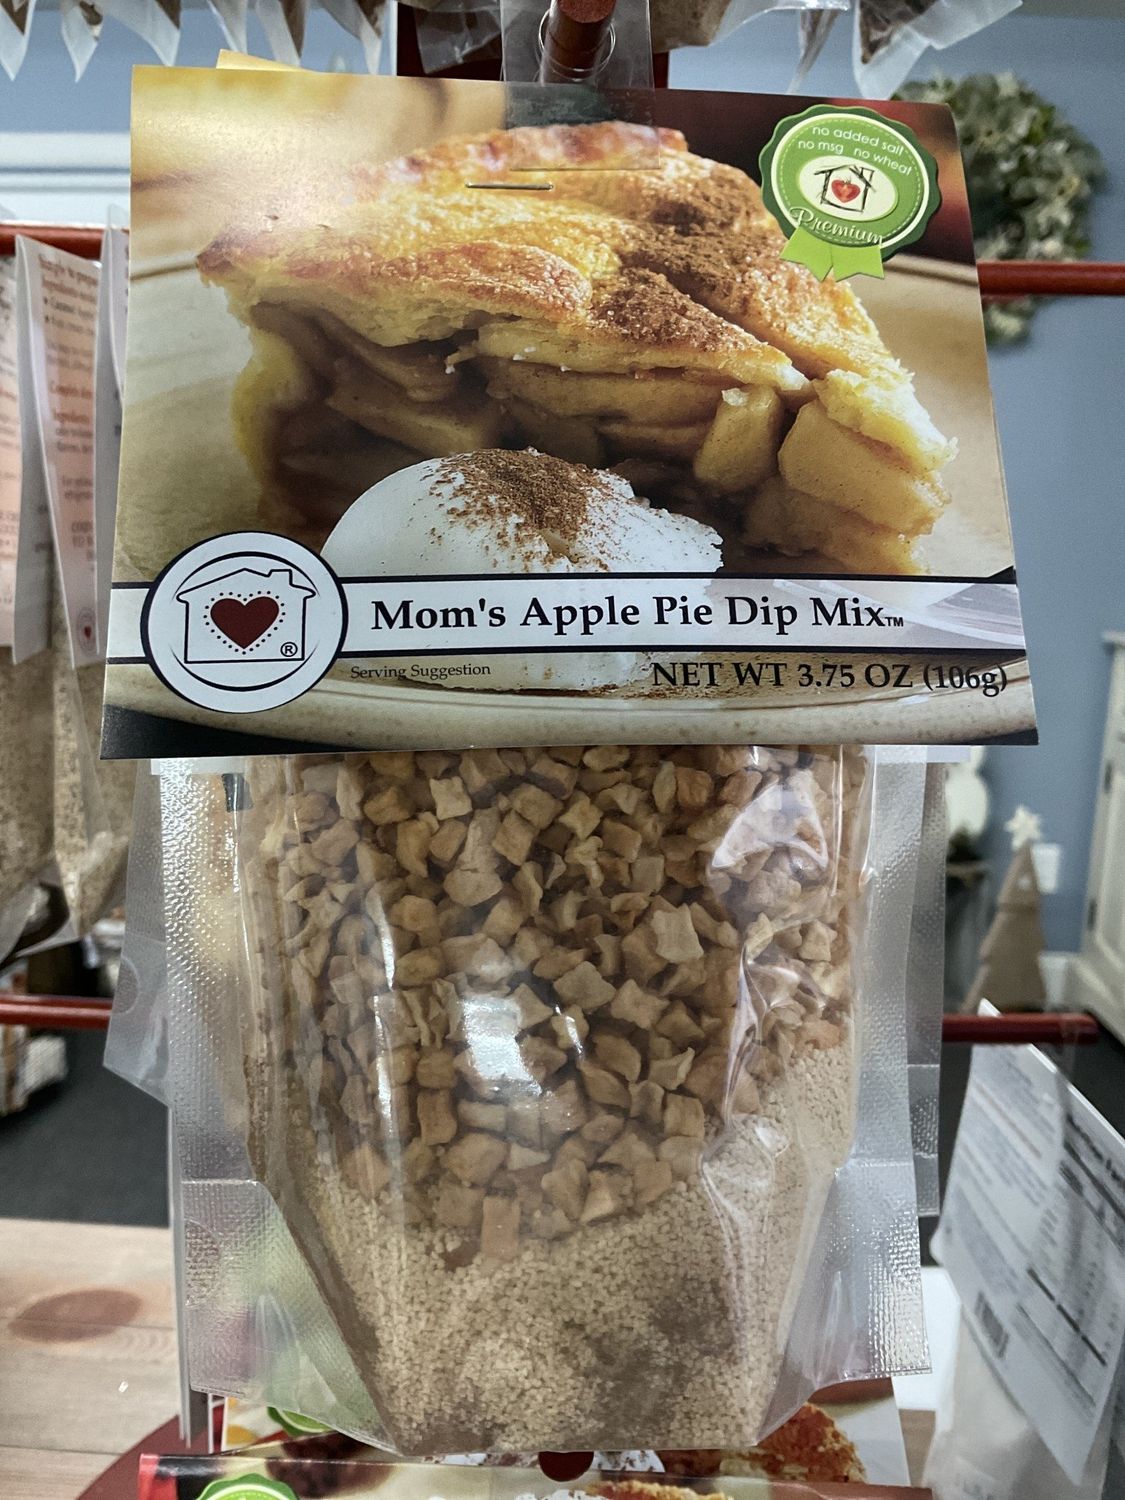 no added salt
no msg no wheat
Premium
Mom's Apple Pie Dip Mix™
®
Serving Suggestion
NET WT 3.75 OZ (106g)